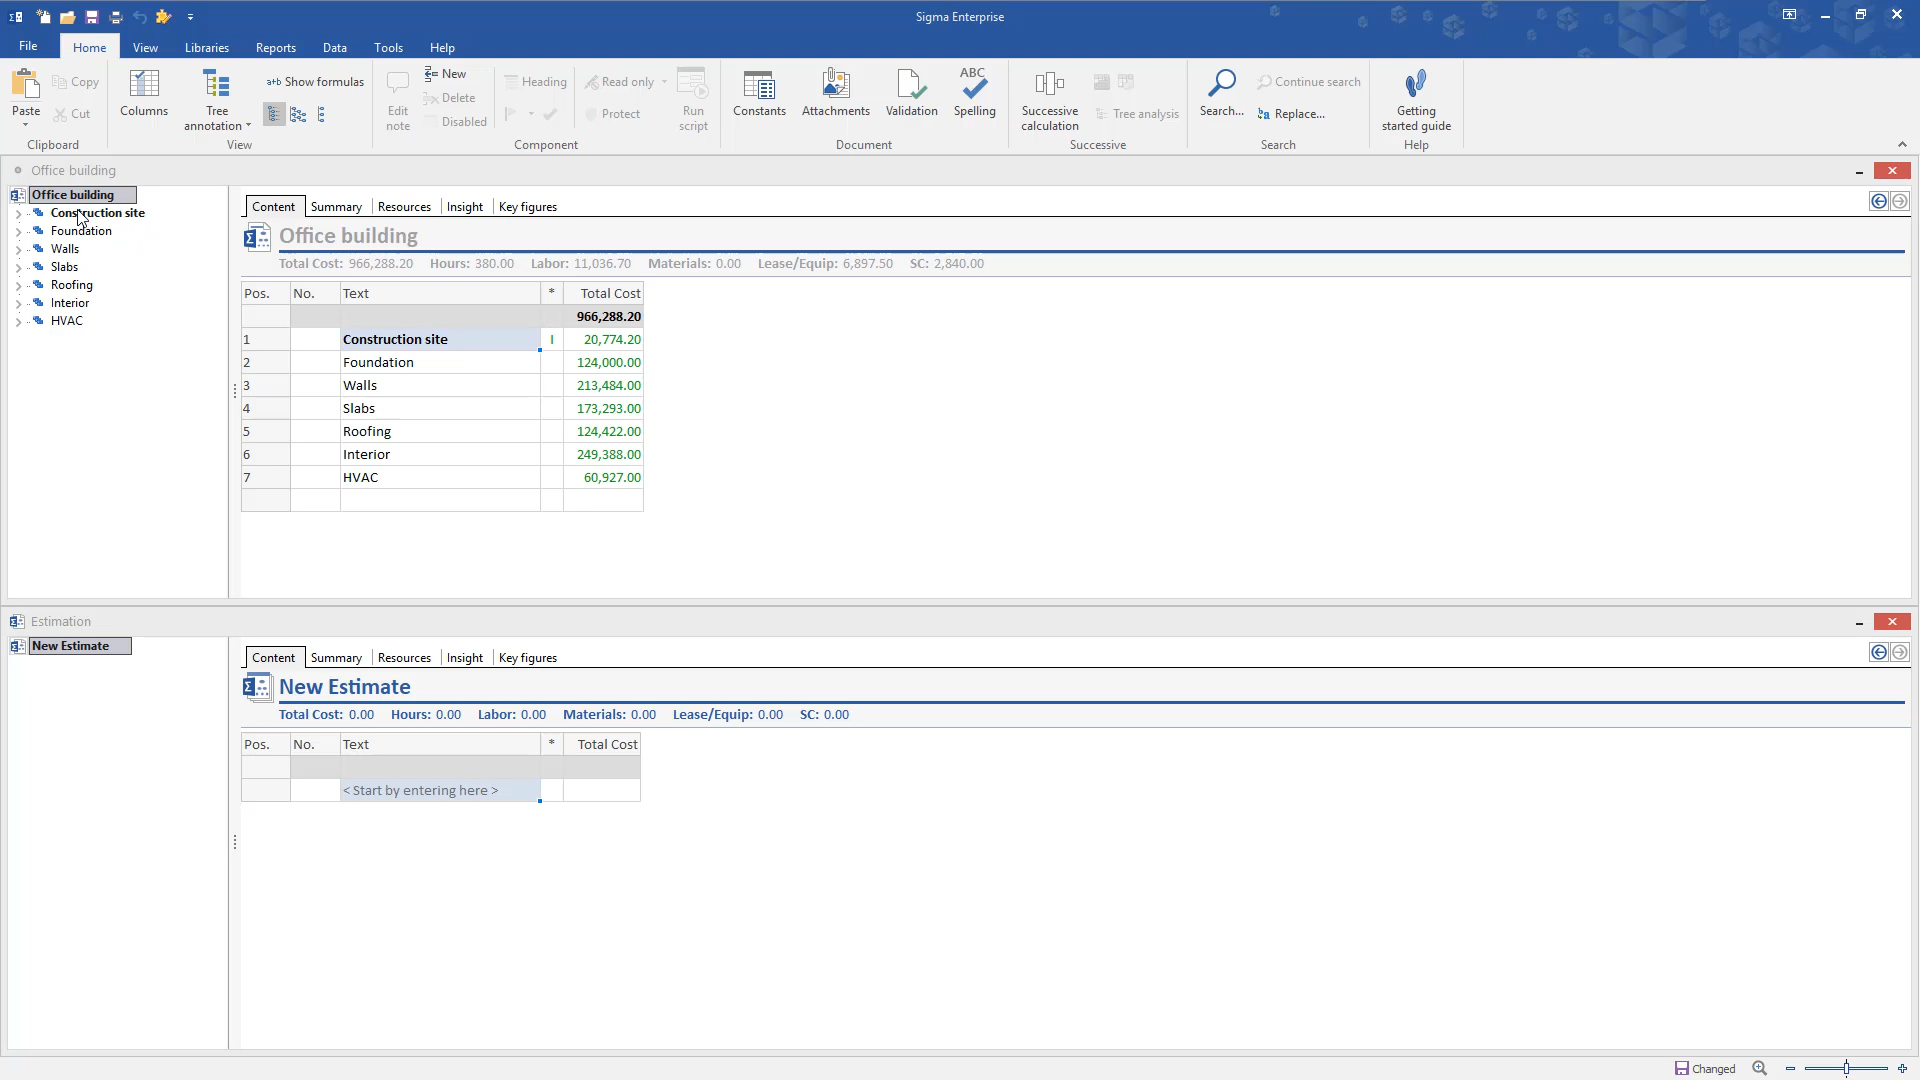 Sigma Enterprise
File Home View Libraries Reports Data Tools Help
Paste
Copy
Cut
Clipboard
Columns
Tree annotation
a+b Show formulas
View
Edit note
New
Delete
Disabled
Heading
Read only
Protect
Run script
Component
Constants
Attachments
Validation
ABC
Spelling
Document
Successive calculation
Tree analysis
Successive
Search...
Continue search
Replace...
Search
Getting started guide
Help
Office building
Office building
Construction site
Foundation
Walls
Slabs
Roofing
Interior
HVAC
Content Summary Resources Insight Key figures
Office building
Total Cost: 966,288.20 Hours: 380.00 Labor: 11,036.70 Materials: 0.00 Lease/Equip: 6,897.50 SC: 2,840.00
Pos. No. Text * Total Cost
966,288.20
1 Construction site I 20,774.20
2 Foundation 124,000.00
3 Walls 213,484.00
4 Slabs 173,293.00
5 Roofing 124,422.00
6 Interior 249,388.00
7 HVAC 60,927.00
Estimation
New Estimate
Content Summary Resources Insight Key figures
New Estimate
Total Cost: 0.00 Hours: 0.00 Labor: 0.00 Materials: 0.00 Lease/Equip: 0.00 SC: 0.00
Pos. No. Text * Total Cost
< Start by entering here >
Changed